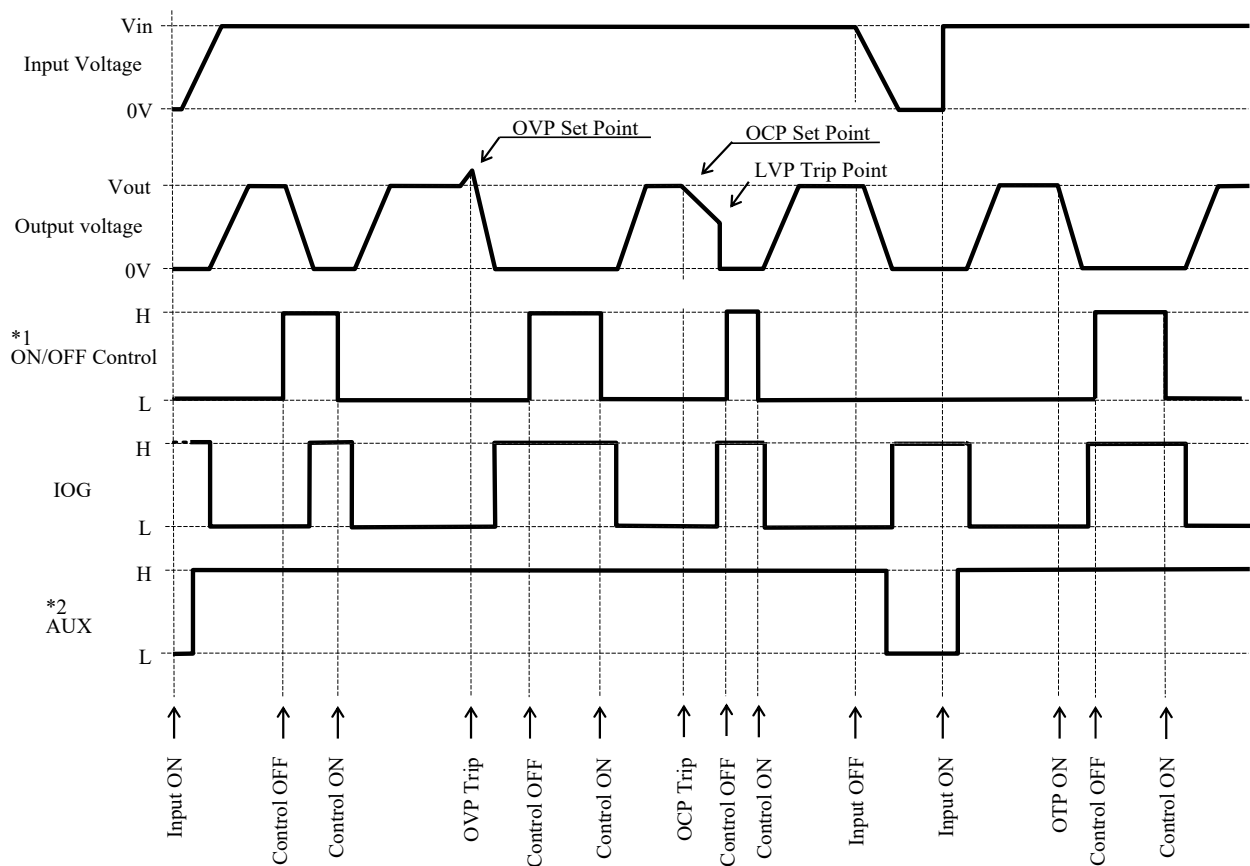 Vin
Input Voltage
0V
OVP Set Point
OCP Set Point
LVP Trip Point
Vout
Output voltage
0V
H
*1
ON/OFF Control
L
H
IOG
L
H
*2
AUX
L
Input ON
Control OFF
Control ON
OVP Trip
Control OFF
Control ON
OCP Trip
Control OFF
Control ON
Input OFF
Input ON
OTP ON
Control OFF
Control ON